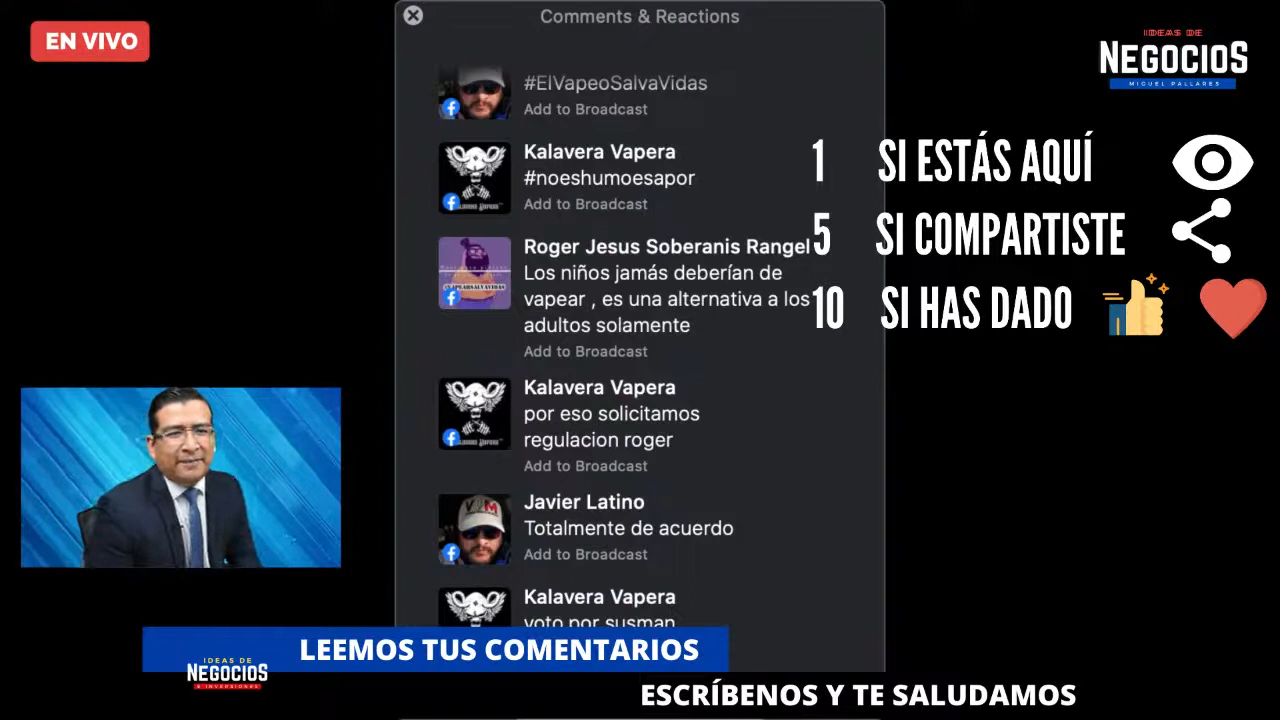 EN VIVO
Comments & Reactions
IDEAS DE
NEGOCIOS
MIGUEL PALLARES
#ElVapeoSalvaVidas
Add to Broadcast
Kalavera Vapera
#noeshumoesapor
Add to Broadcast
1 SI ESTÁS AQUÍ
5 SI COMPARTISTE
10 SI HAS DADO
Roger Jesus Soberanis Rangel
Los niños jamás deberían de
vapear , es una alternativa a los
adultos solamente
Add to Broadcast
Kalavera Vapera
por eso solicitamos
regulacion roger
Add to Broadcast
Javier Latino
Totalmente de acuerdo
Add to Broadcast
Kalavera Vapera
voto por susman
LEEMOS TUS COMENTARIOS
IDEAS DE
NEGOCIOS
& INVERSIONES
ESCRÍBENOS Y TE SALUDAMOS